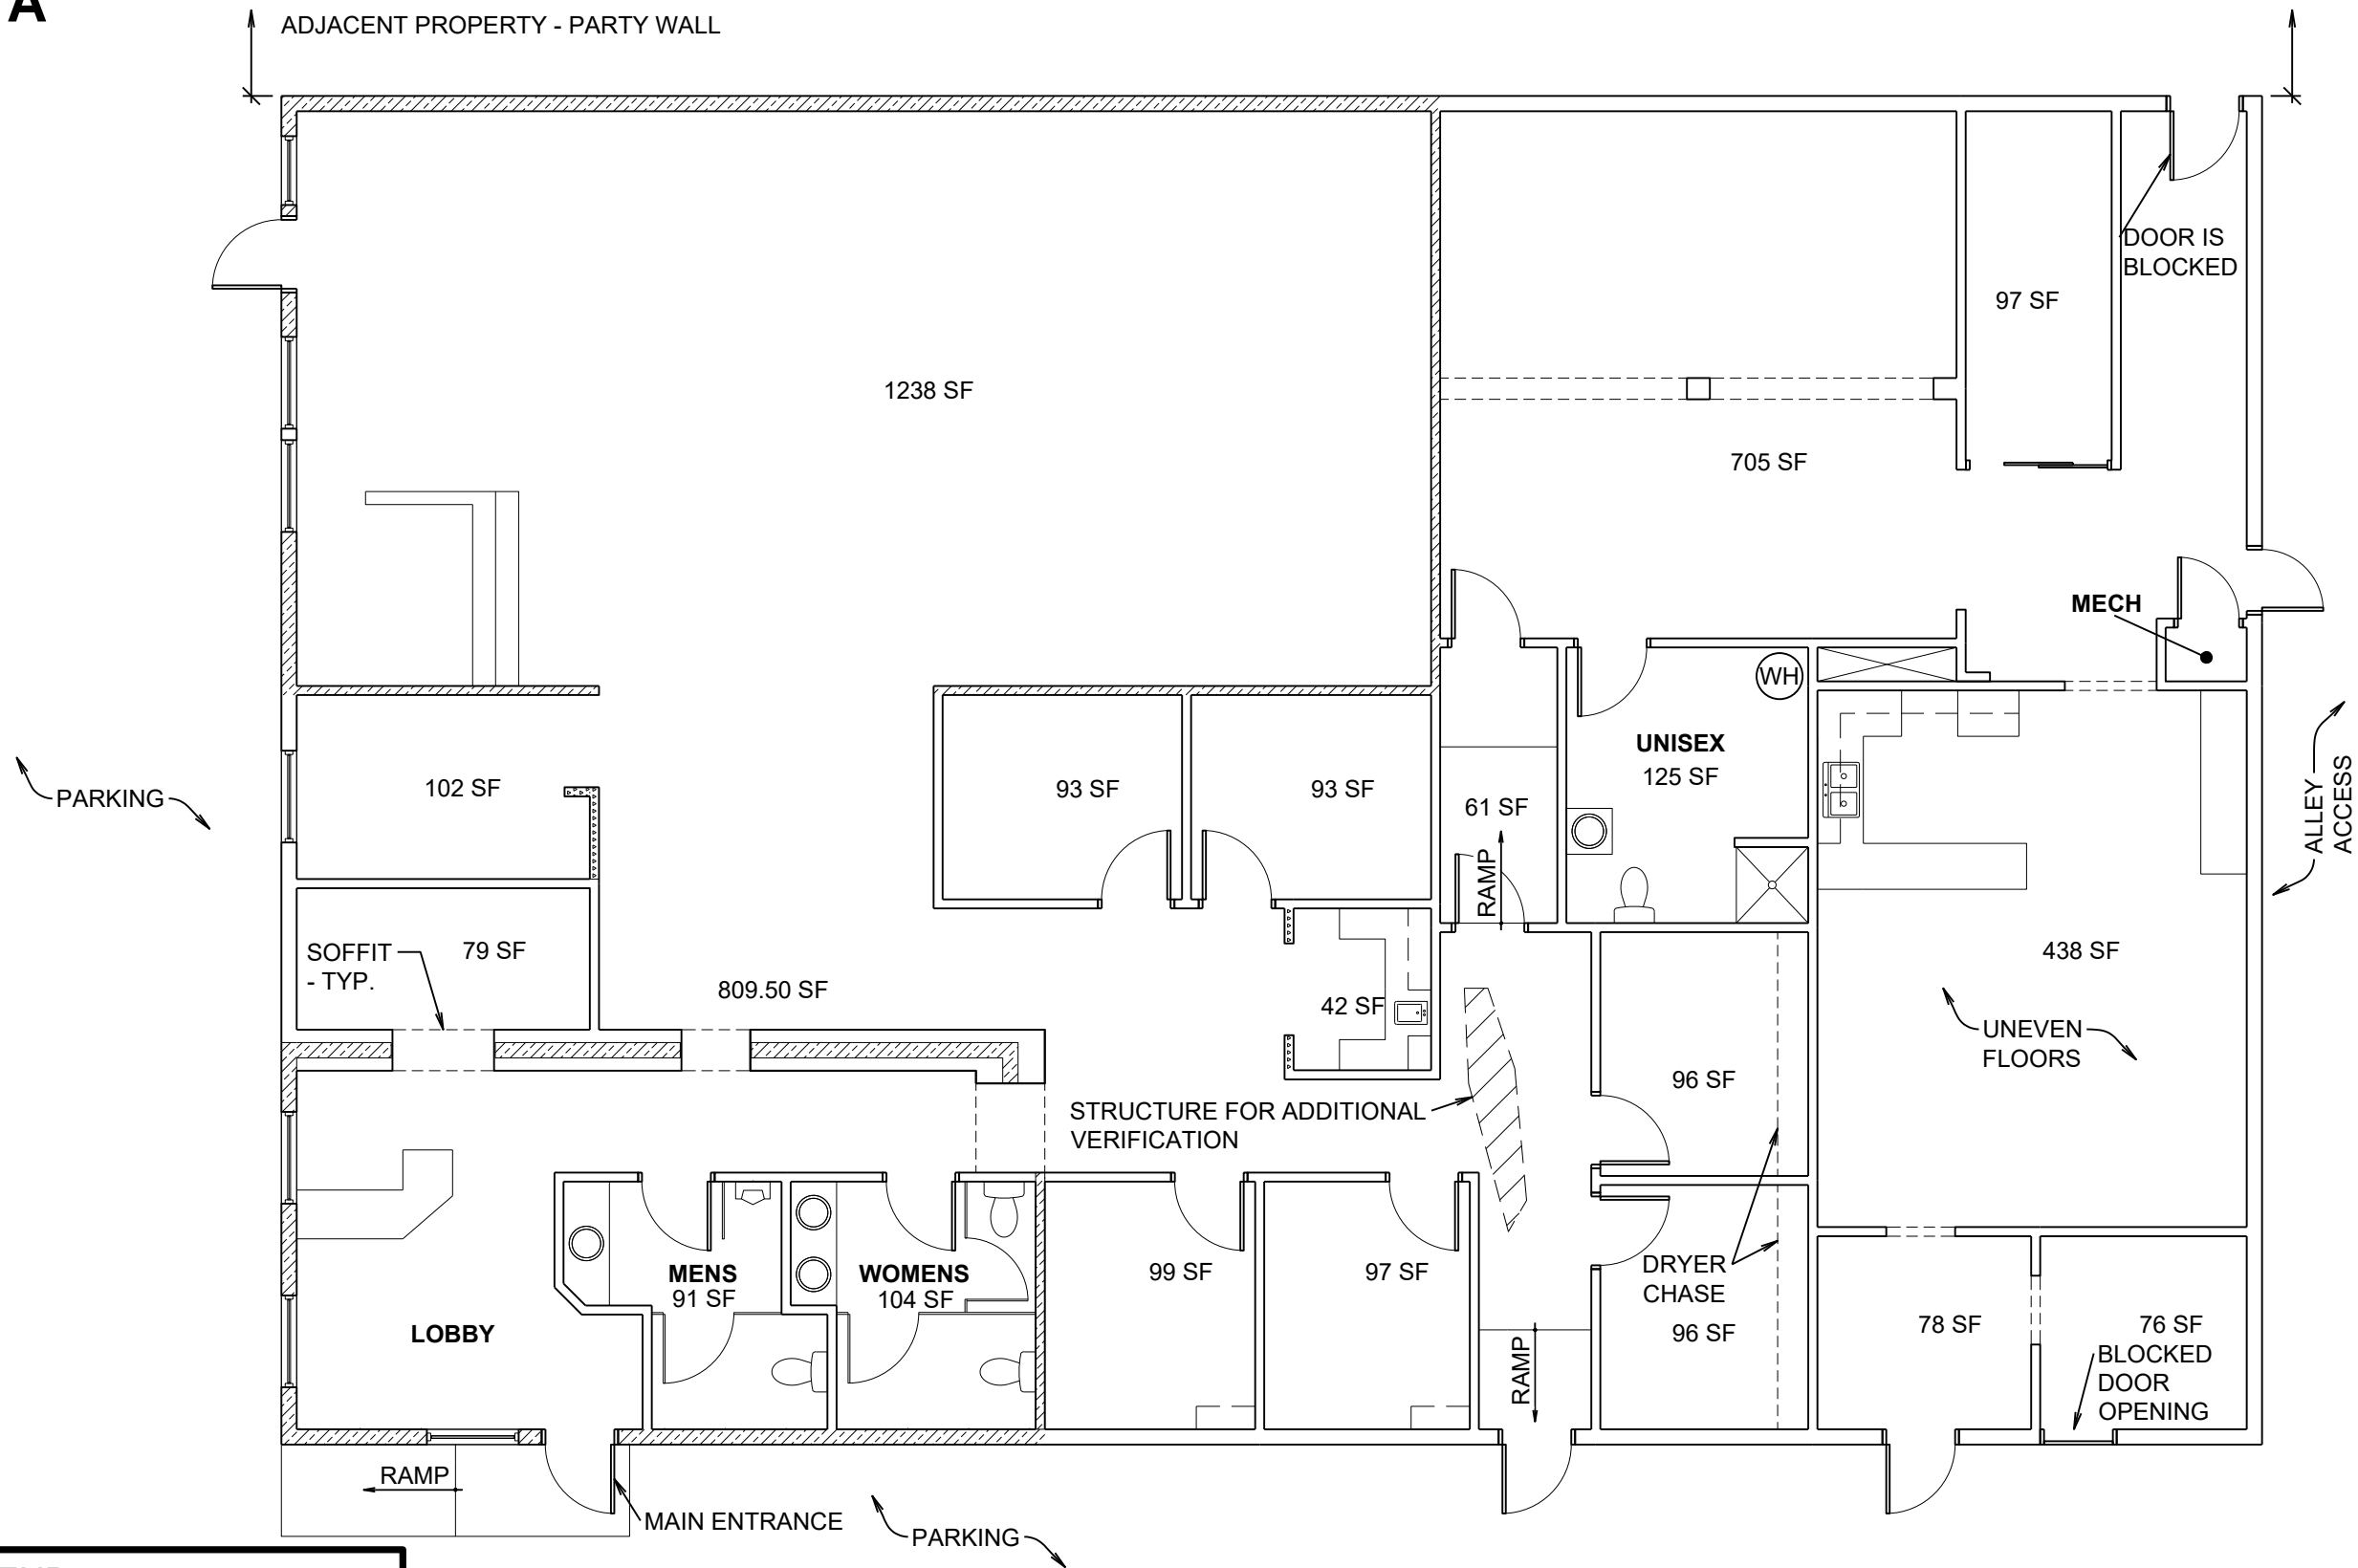 A
ADJACENT PROPERTY - PARTY WALL
DOOR IS
BLOCKED
97 SF
1238 SF
705 SF
MECH
WH
UNISEX
125 SF
102 SF
93 SF
93 SF
61 SF
RAMP
PARKING
ALLEY
ACCESS
SOFFIT
- TYP.
79 SF
809.50 SF
42 SF
438 SF
UNEVEN
FLOORS
96 SF
STRUCTURE FOR ADDITIONAL
VERIFICATION
MENS
91 SF
WOMENS
104 SF
99 SF
97 SF
DRYER
CHASE
96 SF
LOBBY
78 SF
76 SF
BLOCKED
DOOR
OPENING
RAMP
RAMP
MAIN ENTRANCE
PARKING